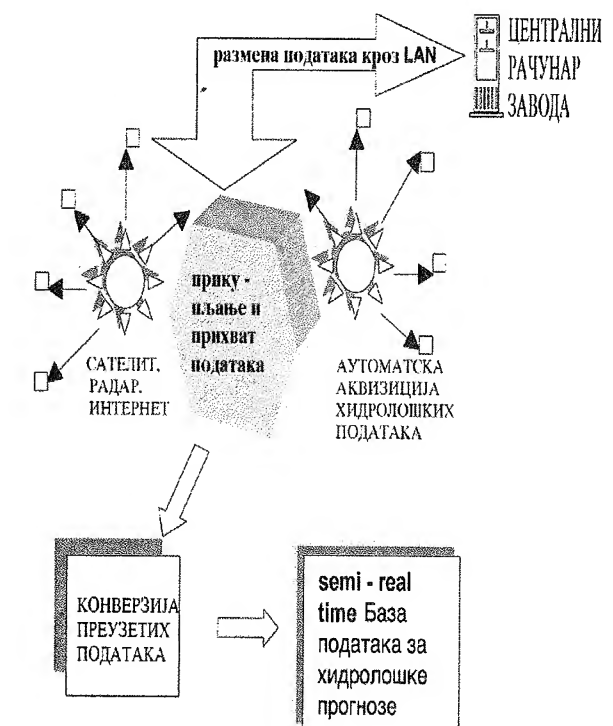 размена података кроз LAN
ЦЕНТРАЛНИ
РАЧУНАР
ЗАВОДА
прику -
пљање и
прихват
података
САТЕЛИТ,
РАДАР.
ИНТЕРНЕТ
АУТОМАТСКА
АКВИЗИЦИЈА
ХИДРОЛОШКИХ
ПОДАТАКА
КОНВЕРЗИЈА
ПРЕУЗЕТИХ
ПОДАТАКА
semi - real
time База
података за
хидролошке
прогнозе